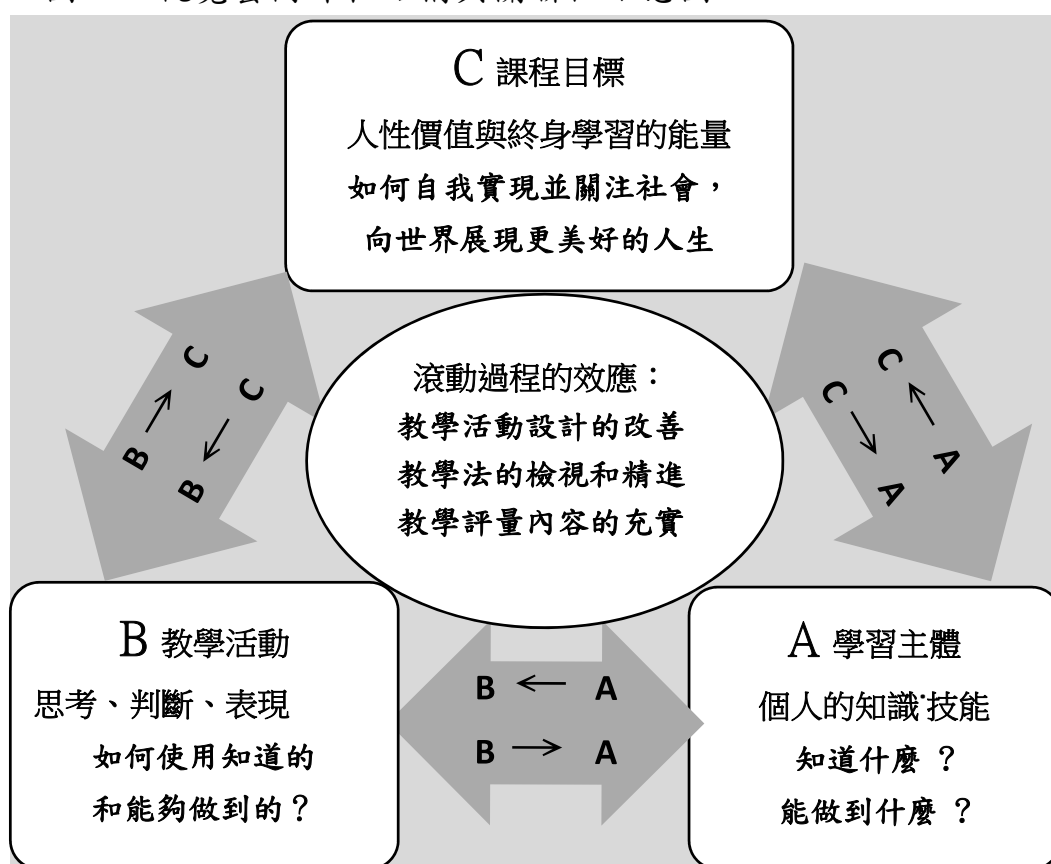 C 課程目標
人性價值與終身學習的能量
如何自我實現並關注社會，
向世界展現更美好的人生
B → C
C → B
C ← A
C → A
滾動過程的效應：
教學活動設計的改善
教學法的檢視和精進
教學評量內容的充實
B 教學活動
思考、判斷、表現
如何使用知道的
和能夠做到的？
B ← A
B → A
A 學習主體
個人的知識˙技能
知道什麼 ？
能做到什麼 ？